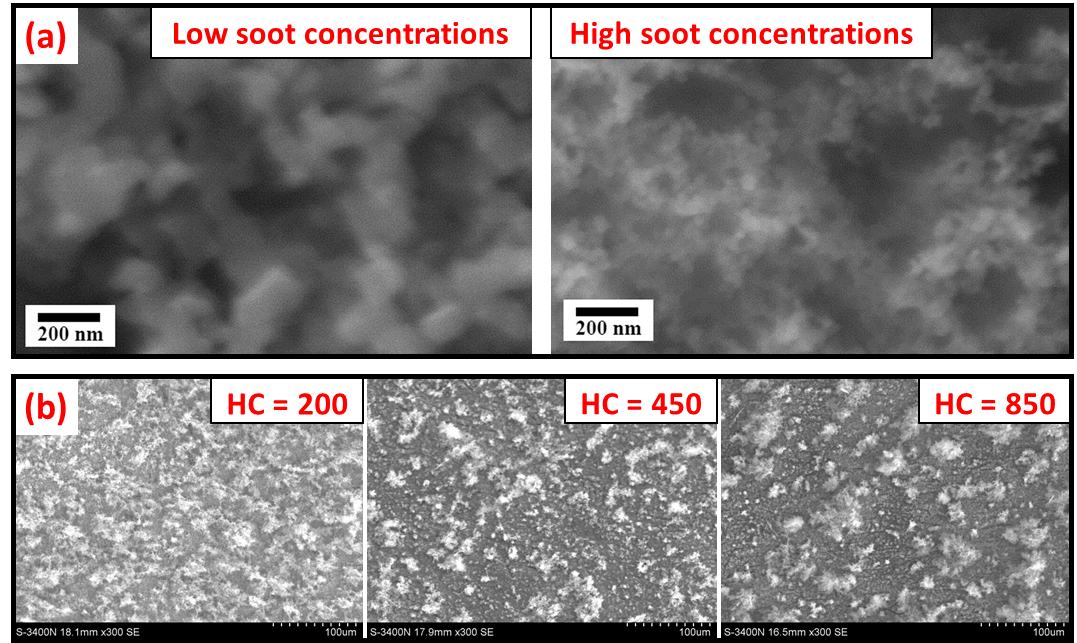 (a)
Low soot concentrations
High soot concentrations
200 nm
200 nm
(b)
HC = 200
HC = 450
HC = 850
S-3400N 18.1mm x300 SE
100um
S-3400N 17.9mm x300 SE
100um
S-3400N 16.5mm x300 SE
100um